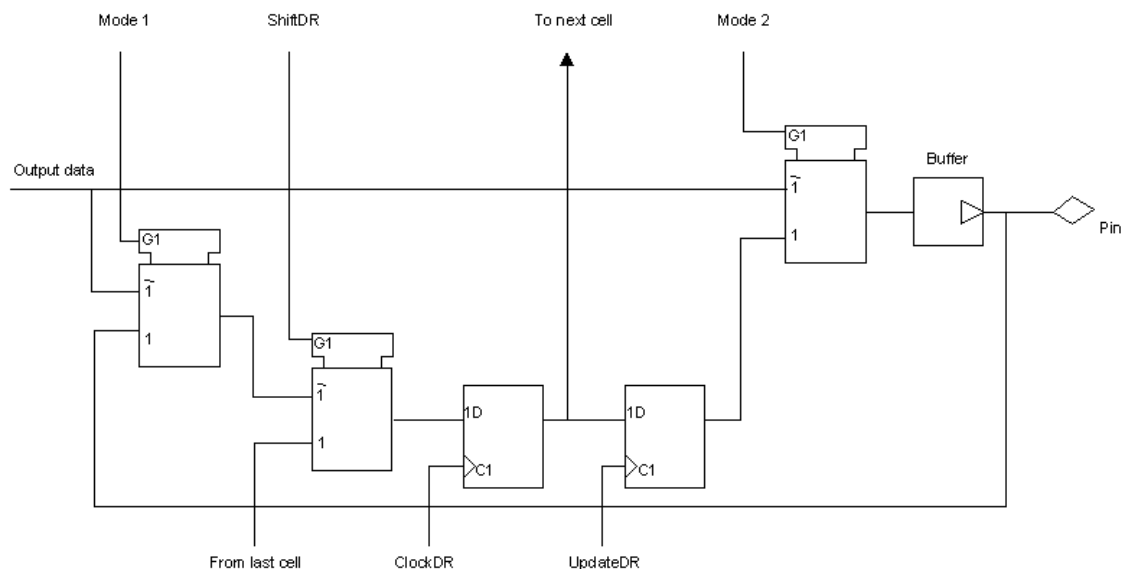 Mode 1
ShiftDR
To next cell
Mode 2
G1
Output data
Buffer
1
1
Pin
G1
1
1
G1
1
1
1D
C1
1D
C1
From last cell
ClockDR
UpdateDR